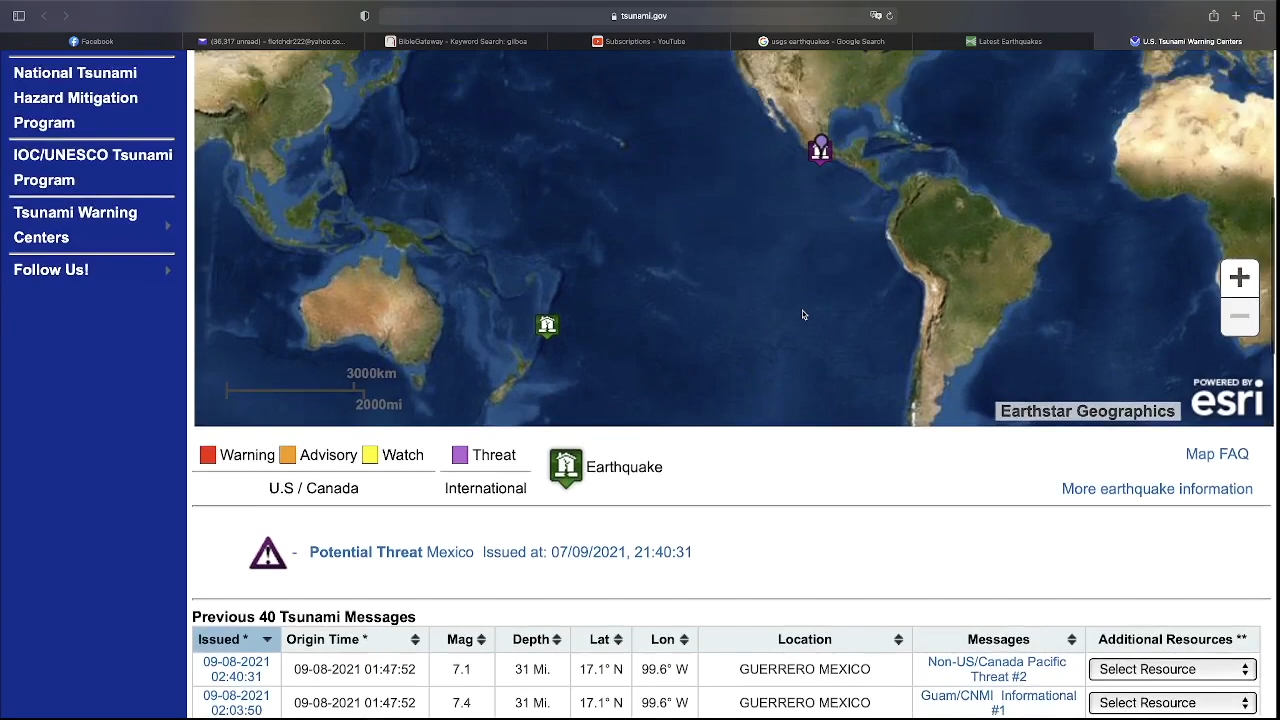 tsunami.gov
Facebook
(36,317 unread) - fletchdr222@yahoo.co...
BibleGateway - Keyword Search: gilboa
Subscriptions - YouTube
usgs earthquakes - Google Search
Latest Earthquakes
U.S. Tsunami Warning Centers
National Tsunami
Hazard Mitigation
Program
IOC/UNESCO Tsunami
Program
Tsunami Warning
Centers
Follow Us!
+
−
3000km
2000mi
Earthstar Geographics
POWERED BY
esri
Warning Advisory Watch Threat Earthquake
U.S / Canada International
Map FAQ
More earthquake information
- Potential Threat Mexico Issued at: 07/09/2021, 21:40:31
Previous 40 Tsunami Messages
Issued * Origin Time * Mag Depth Lat Lon Location Messages Additional Resources **
09-08-2021 02:40:31 09-08-2021 01:47:52 7.1 31 Mi. 17.1° N 99.6° W GUERRERO MEXICO Non-US/Canada Pacific Threat #2 Select Resource
09-08-2021 02:03:50 09-08-2021 01:47:52 7.4 31 Mi. 17.1° N 99.6° W GUERRERO MEXICO Guam/CNMI Informational #1 Select Resource